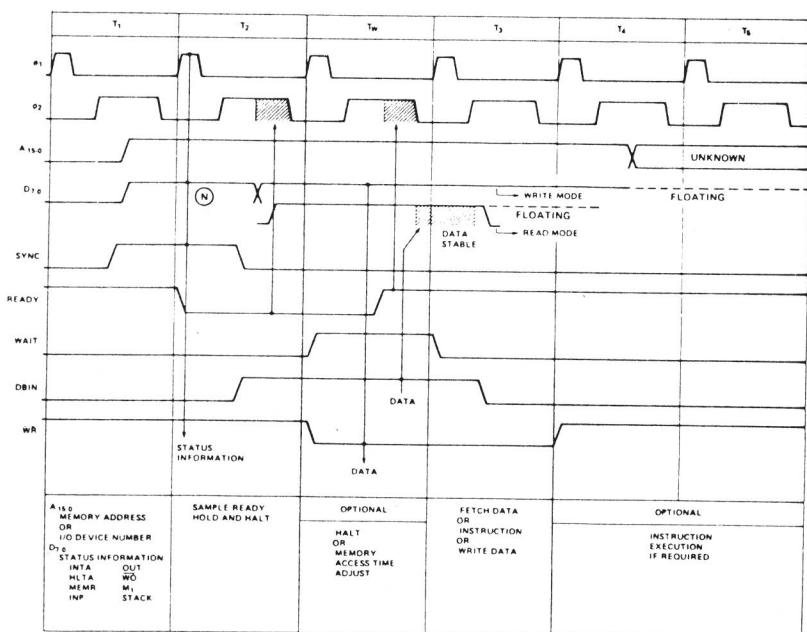 T1 T2 TW T3 T4 T5
ø1
ø2
A15-0
UNKNOWN
D7-0
N
WRITE MODE
FLOATING
FLOATING
DATA
STABLE
READ MODE
SYNC
READY
WAIT
DBIN
DATA
WR
STATUS
INFORMATION
DATA
A15-0
MEMORY ADDRESS
OR
I/O DEVICE NUMBER
D7-0
STATUS INFORMATION
INTA OUT
HLTA W̅O̅
MEMR M1
INP STACK
SAMPLE READY
HOLD AND HALT
OPTIONAL
HALT
OR
MEMORY
ACCESS TIME
ADJUST
FETCH DATA
OR
INSTRUCTION
OR
WRITE DATA
OPTIONAL
INSTRUCTION
EXECUTION
IF REQUIRED